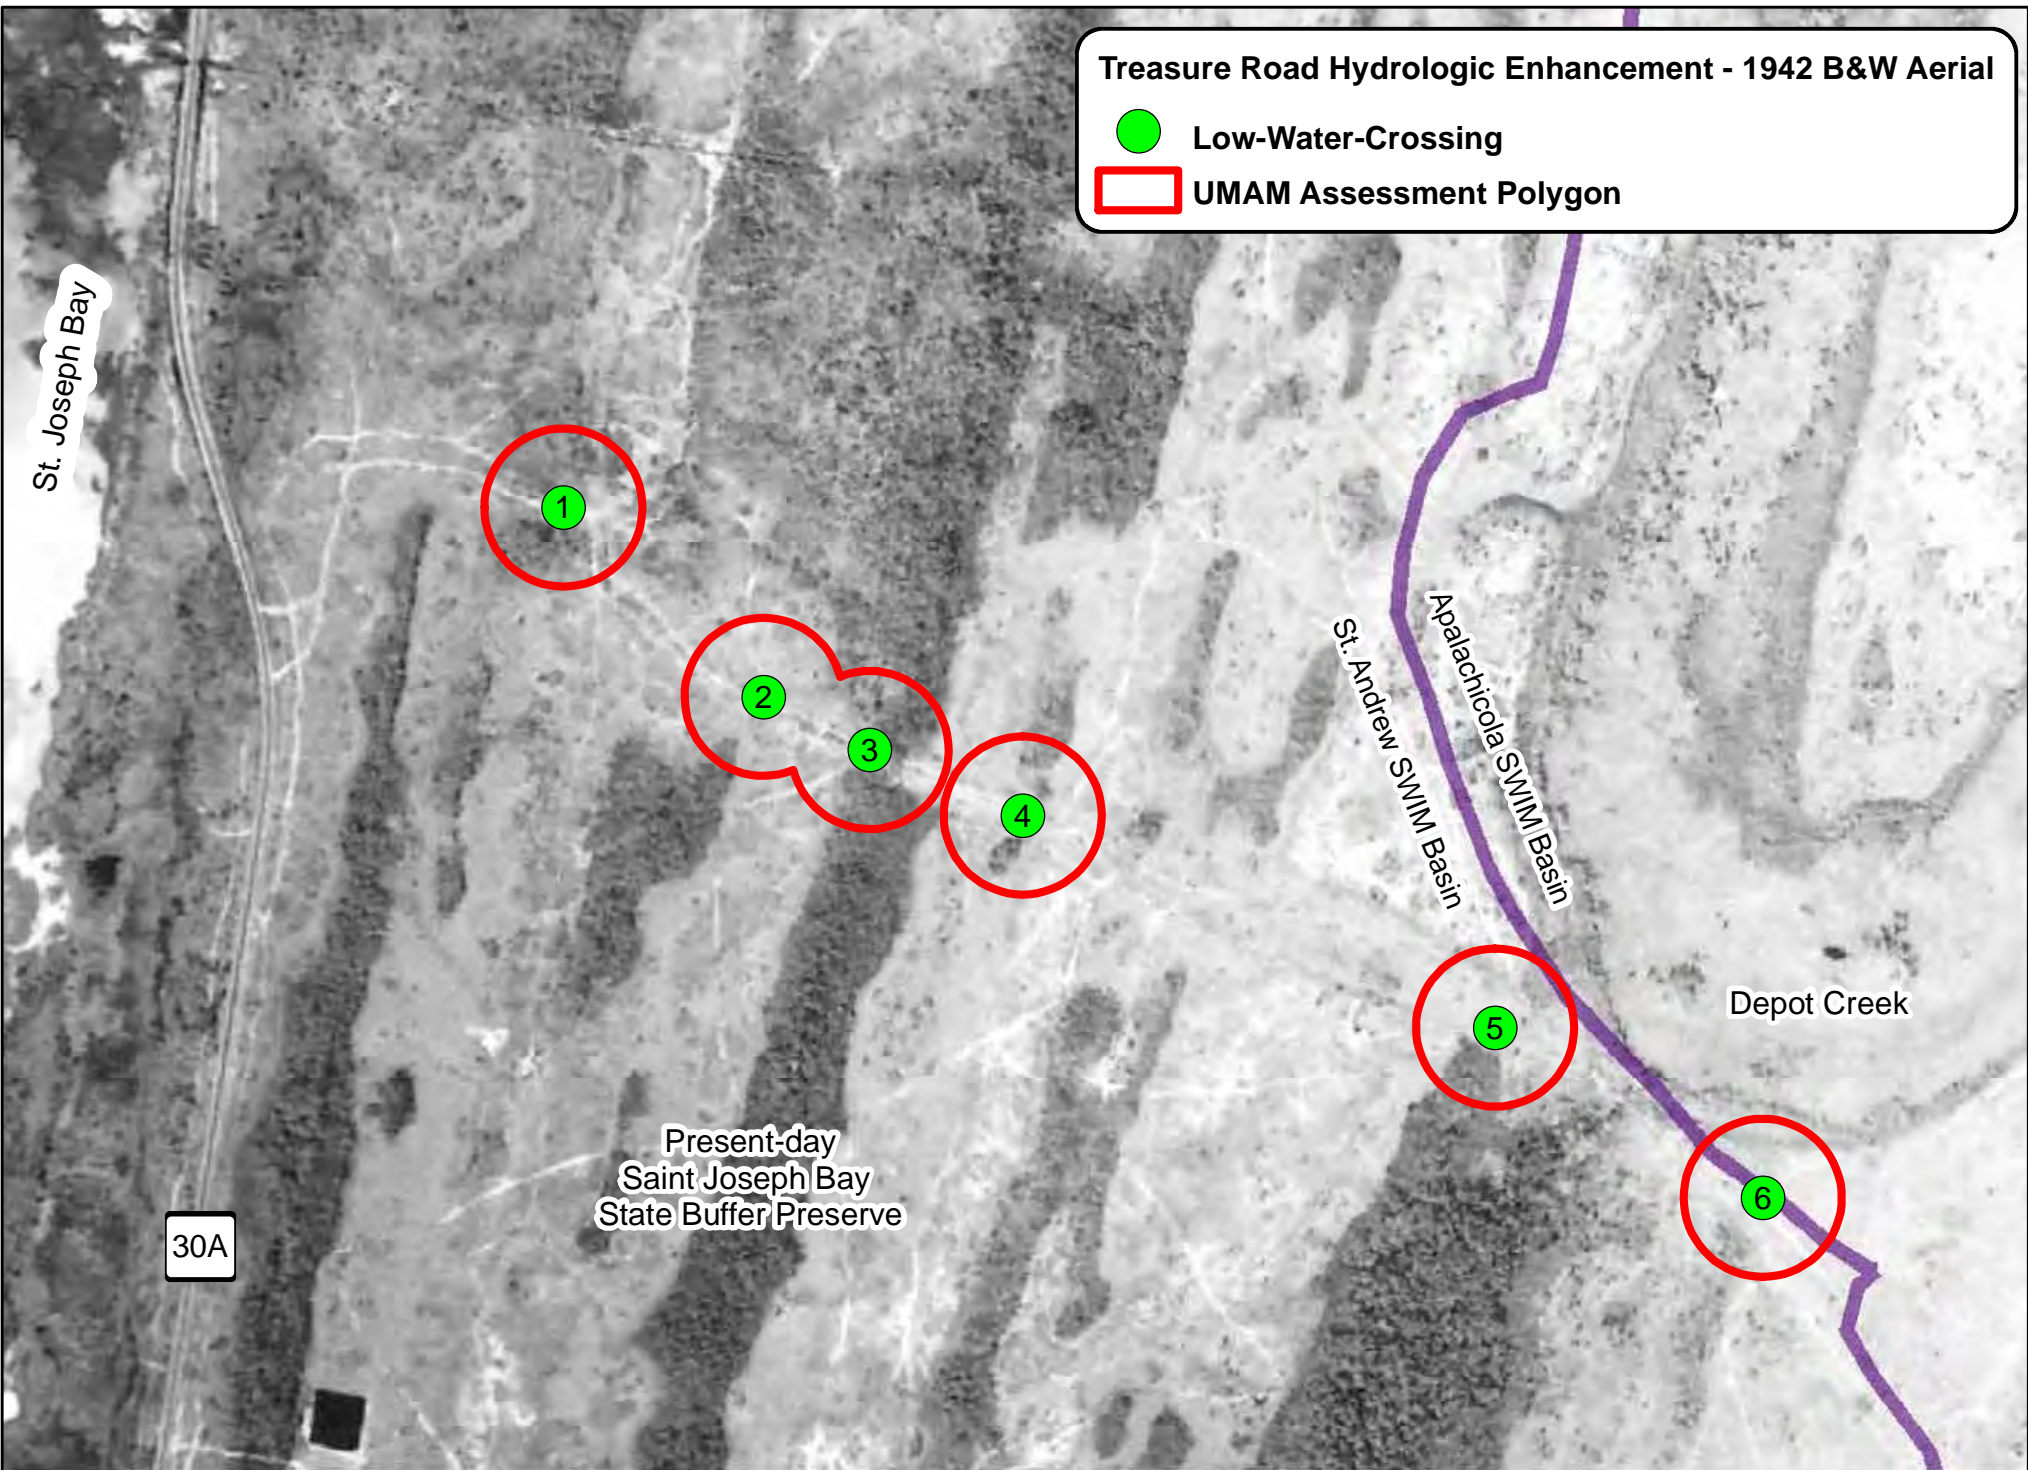 Treasure Road Hydrologic Enhancement - 1942 B&W Aerial
Low-Water-Crossing
UMAM Assessment Polygon
St. Joseph Bay
1
2
3
4
St. Andrew SWIM Basin
Apalachicola SWIM Basin
5
Depot Creek
6
Present-day
Saint Joseph Bay
State Buffer Preserve
30A